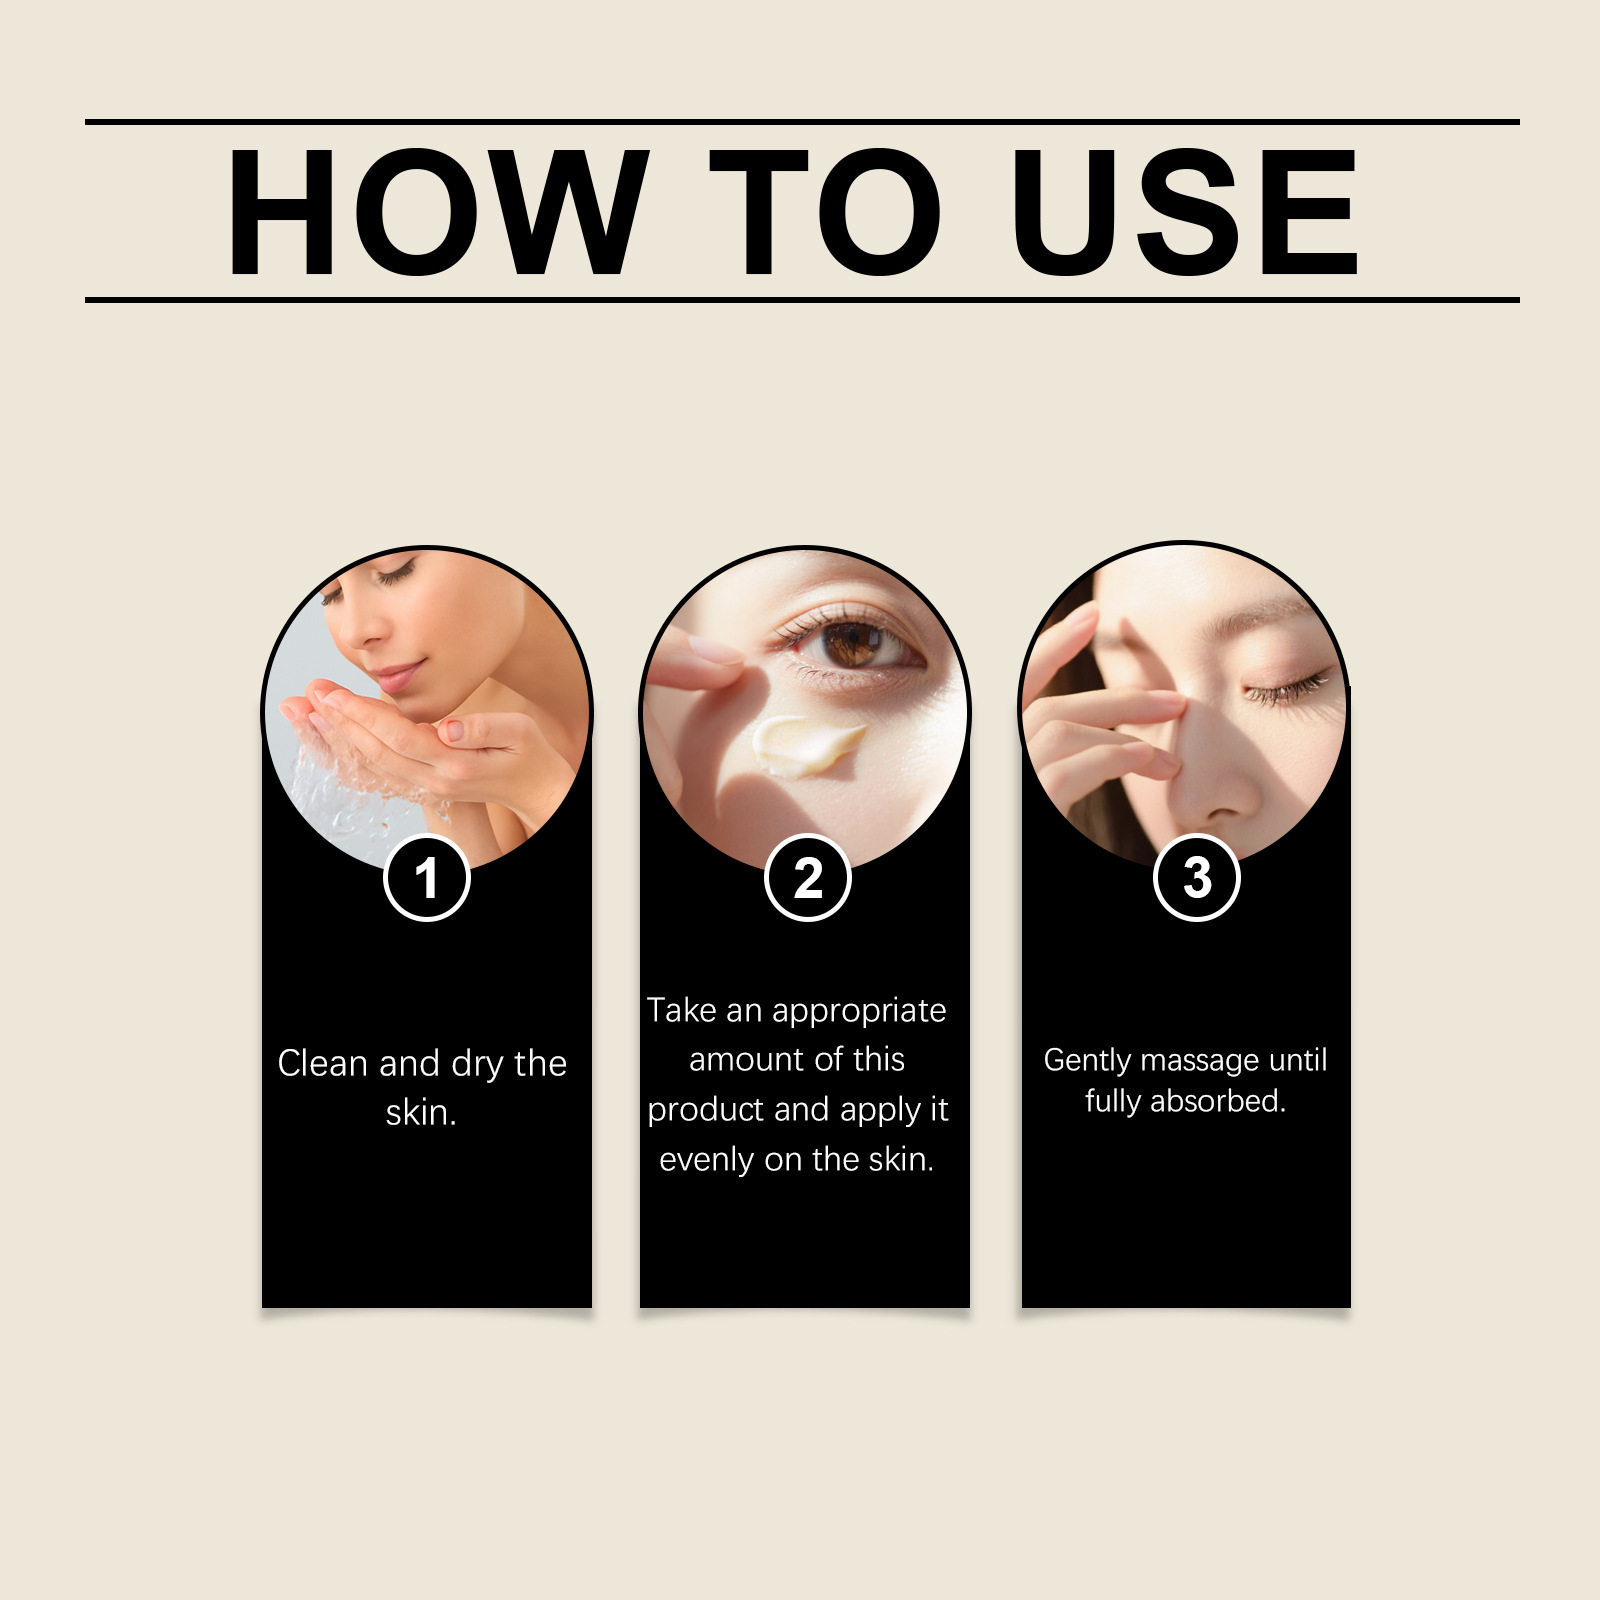 HOW TO USE
1
Clean and dry the
skin.
2
Take an appropriate
amount of this
product and apply it
evenly on the skin.
3
Gently massage until
fully absorbed.